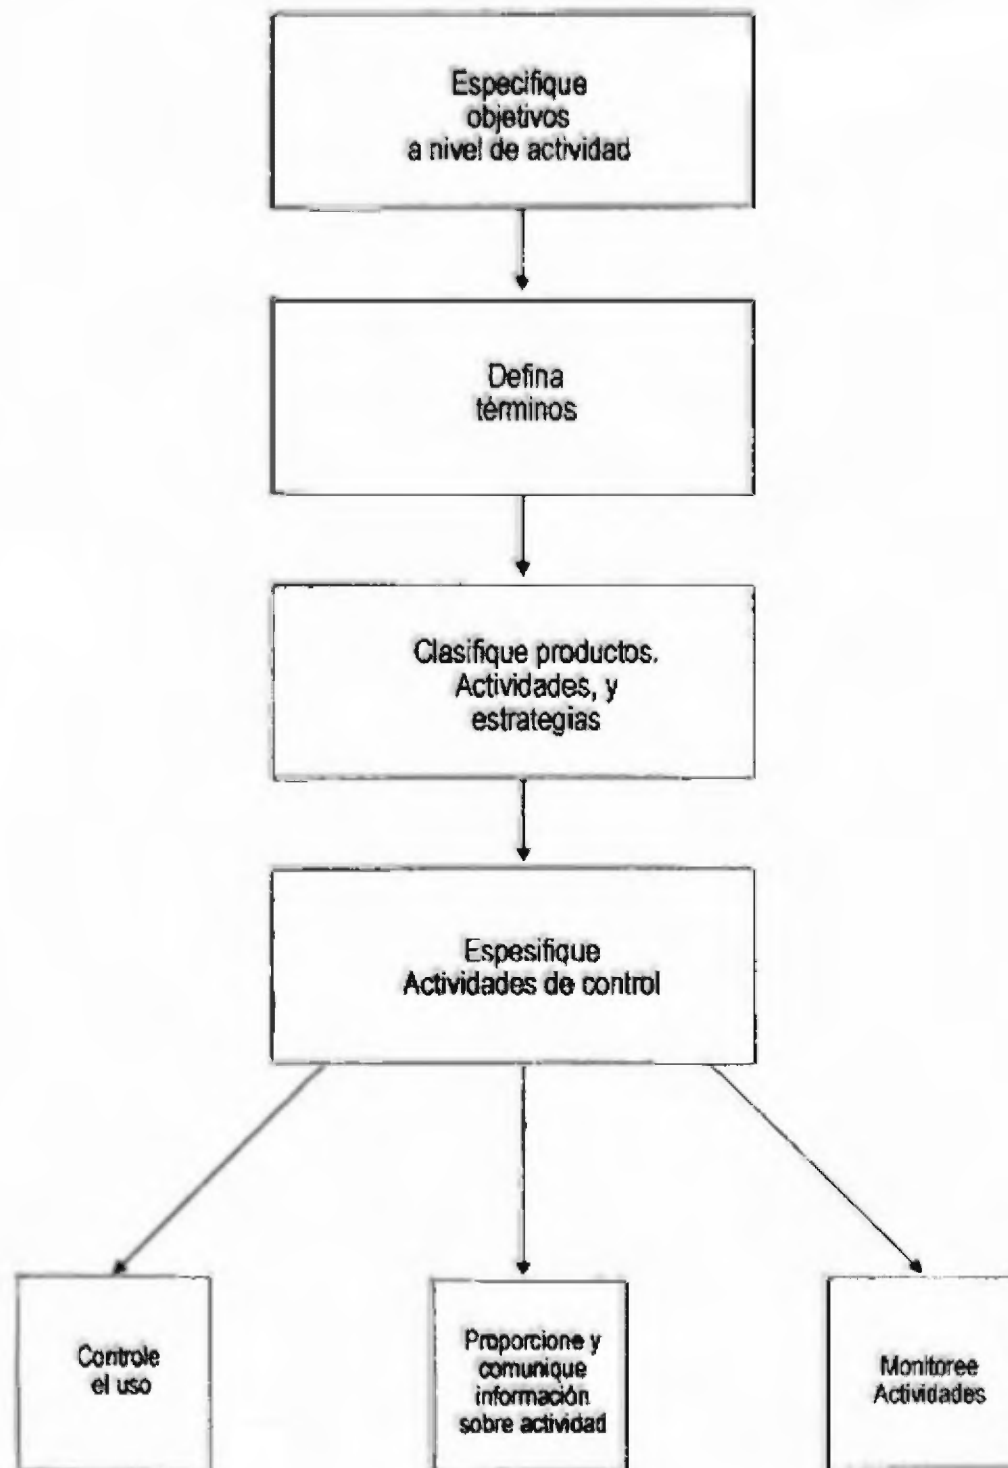 Especifique
objetivos
a nivel de actividad
Defina
términos
Clasifique productos.
Actividades, y
estrategias
Espesifique
Actividades de control
Controle
el uso
Proporcione y
comunique
información
sobre actividad
Monitoree
Actividades